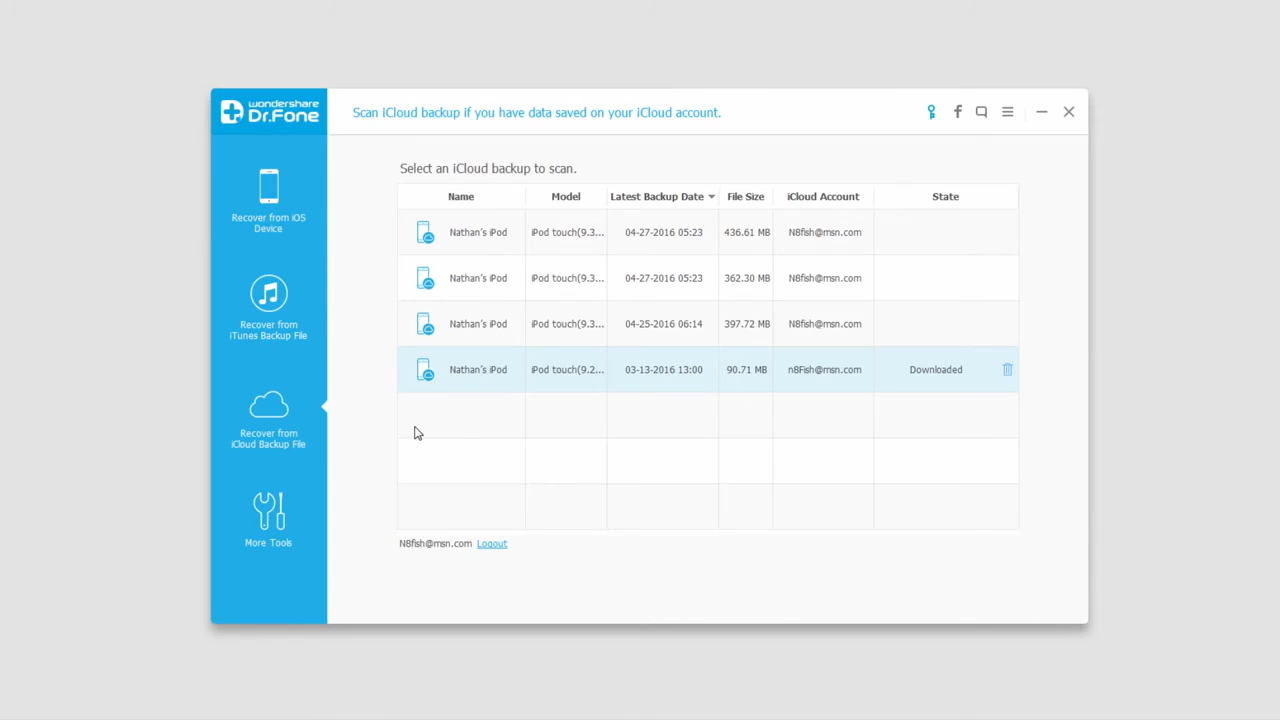 wondershare
Dr.Fone
Scan iCloud backup if you have data saved on your iCloud account.
Recover from iOS
Device
Recover from
iTunes Backup File
Recover from
iCloud Backup File
More Tools
Select an iCloud backup to scan.
Name Model Latest Backup Date File Size iCloud Account State
Nathan's iPod iPod touch(9.3... 04-27-2016 05:23 436.61 MB N8fish@msn.com
Nathan's iPod iPod touch(9.3... 04-27-2016 05:23 362.30 MB N8fish@msn.com
Nathan's iPod iPod touch(9.3... 04-25-2016 06:14 397.72 MB N8fish@msn.com
Nathan's iPod iPod touch(9.2... 03-13-2016 13:00 90.71 MB n8Fish@msn.com Downloaded
N8fish@msn.com Logout